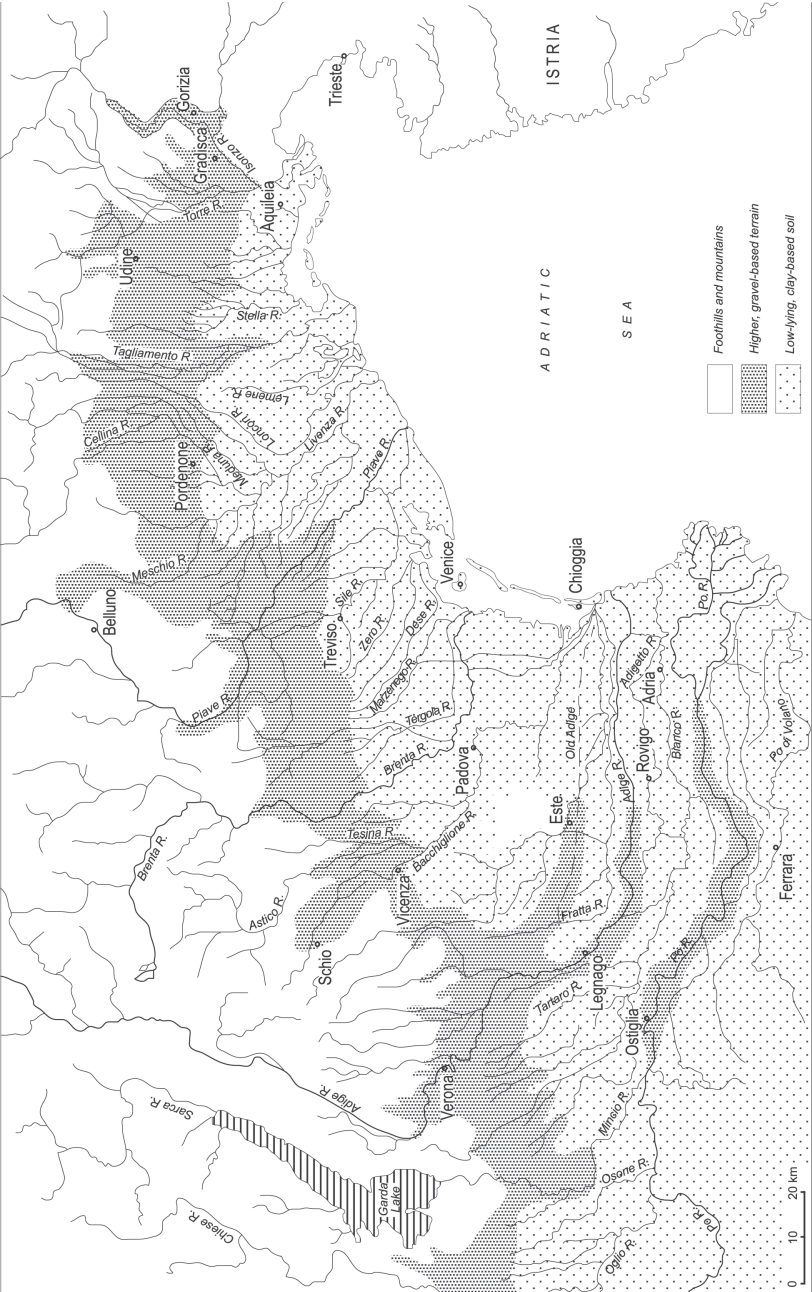 Chiese R.
Sarca R.
Garda
Lake
Adige R.
Verona
Oglio R.
Osone R.
Mincio R.
Po R.
Brenta R.
Astico R.
Schio
Tesina R.
Vicenza
Bacchiglione R.
Fratta R.
Tartaro R.
Legnago
Ostiglia
Po R.
Este
Padova
Old Adige
Adige R.
Rovigo
Adigetto R.
Adria
Bianco R.
Po R.
Po of Volano
Ferrara
Belluno
Piave R.
Meschio R.
Treviso
Sile R.
Zero R.
Dese R.
Marzenego R.
Tergola R.
Brenta R.
Venice
Chioggia
Cellina R.
Pordenone
Meduna R.
Tagliamento R.
Loncon R.
Lemene R.
Livenza R.
Piave R.
Stella R.
Udine
Torre R.
Gradisca
Gorizia
Isonzo R.
Aquileia
Trieste
ISTRIA
ADRIATIC
SEA
Foothills and mountains
Higher, gravel-based terrain
Low-lying, clay-based soil
0 10 20 km